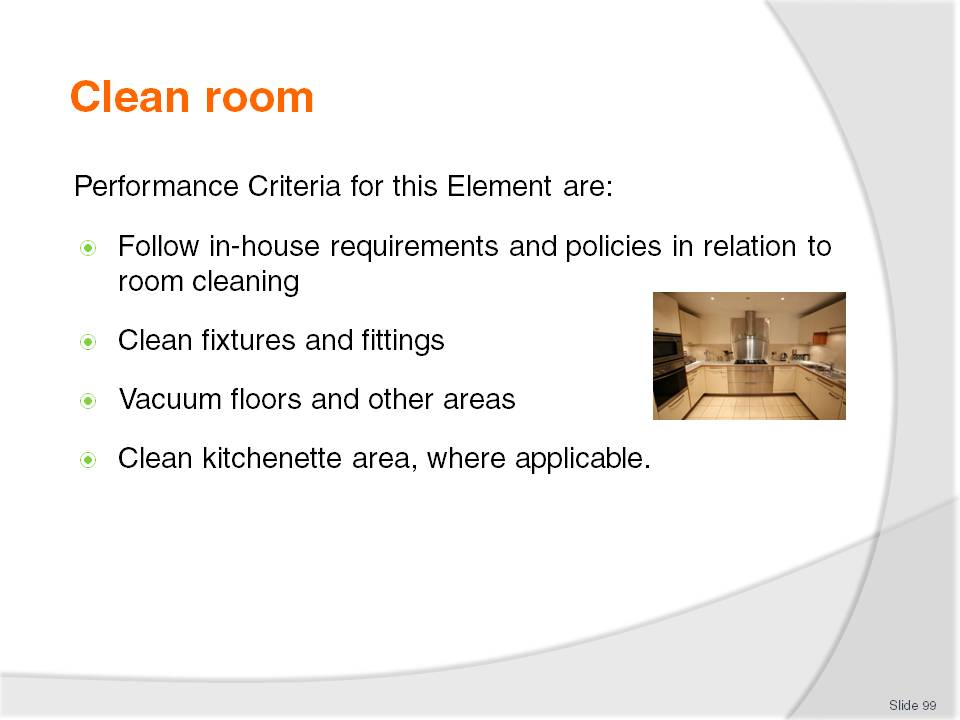 Clean room
Performance Criteria for this Element are:
Follow in-house requirements and policies in relation to
room cleaning
Clean fixtures and fittings
Vacuum floors and other areas
Clean kitchenette area, where applicable.
Slide 99